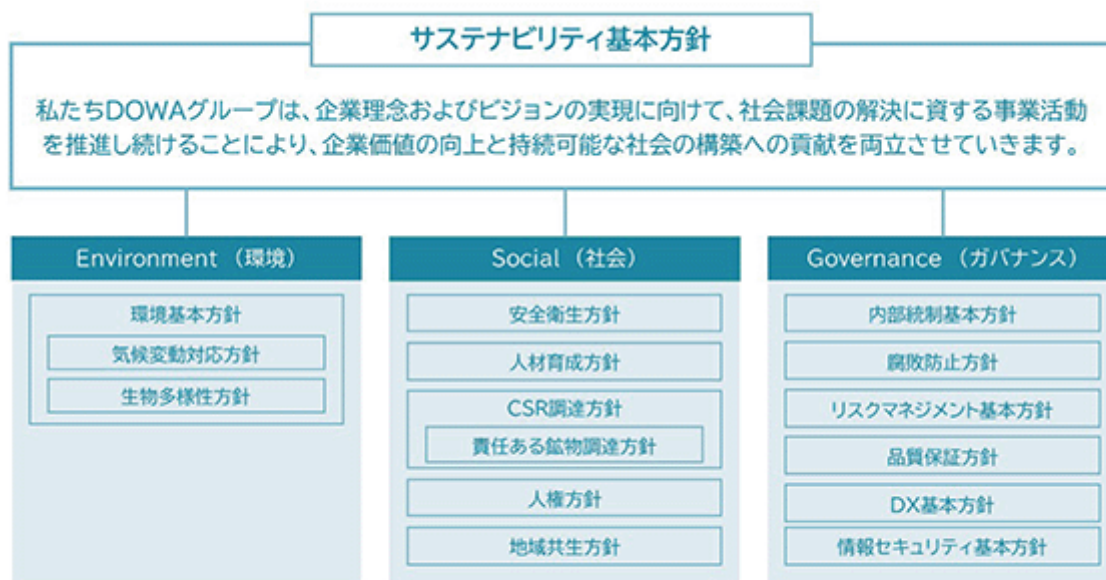 サステナビリティ基本方針
私たちDOWAグループは、企業理念およびビジョンの実現に向けて、社会課題の解決に資する事業活動
を推進し続けることにより、企業価値の向上と持続可能な社会の構築への貢献を両立させていきます。
Environment（環境）
環境基本方針
気候変動対応方針
生物多様性方針
Social（社会）
安全衛生方針
人材育成方針
CSR調達方針
責任ある鉱物調達方針
人権方針
地域共生方針
Governance（ガバナンス）
内部統制基本方針
腐敗防止方針
リスクマネジメント基本方針
品質保証方針
DX基本方針
情報セキュリティ基本方針